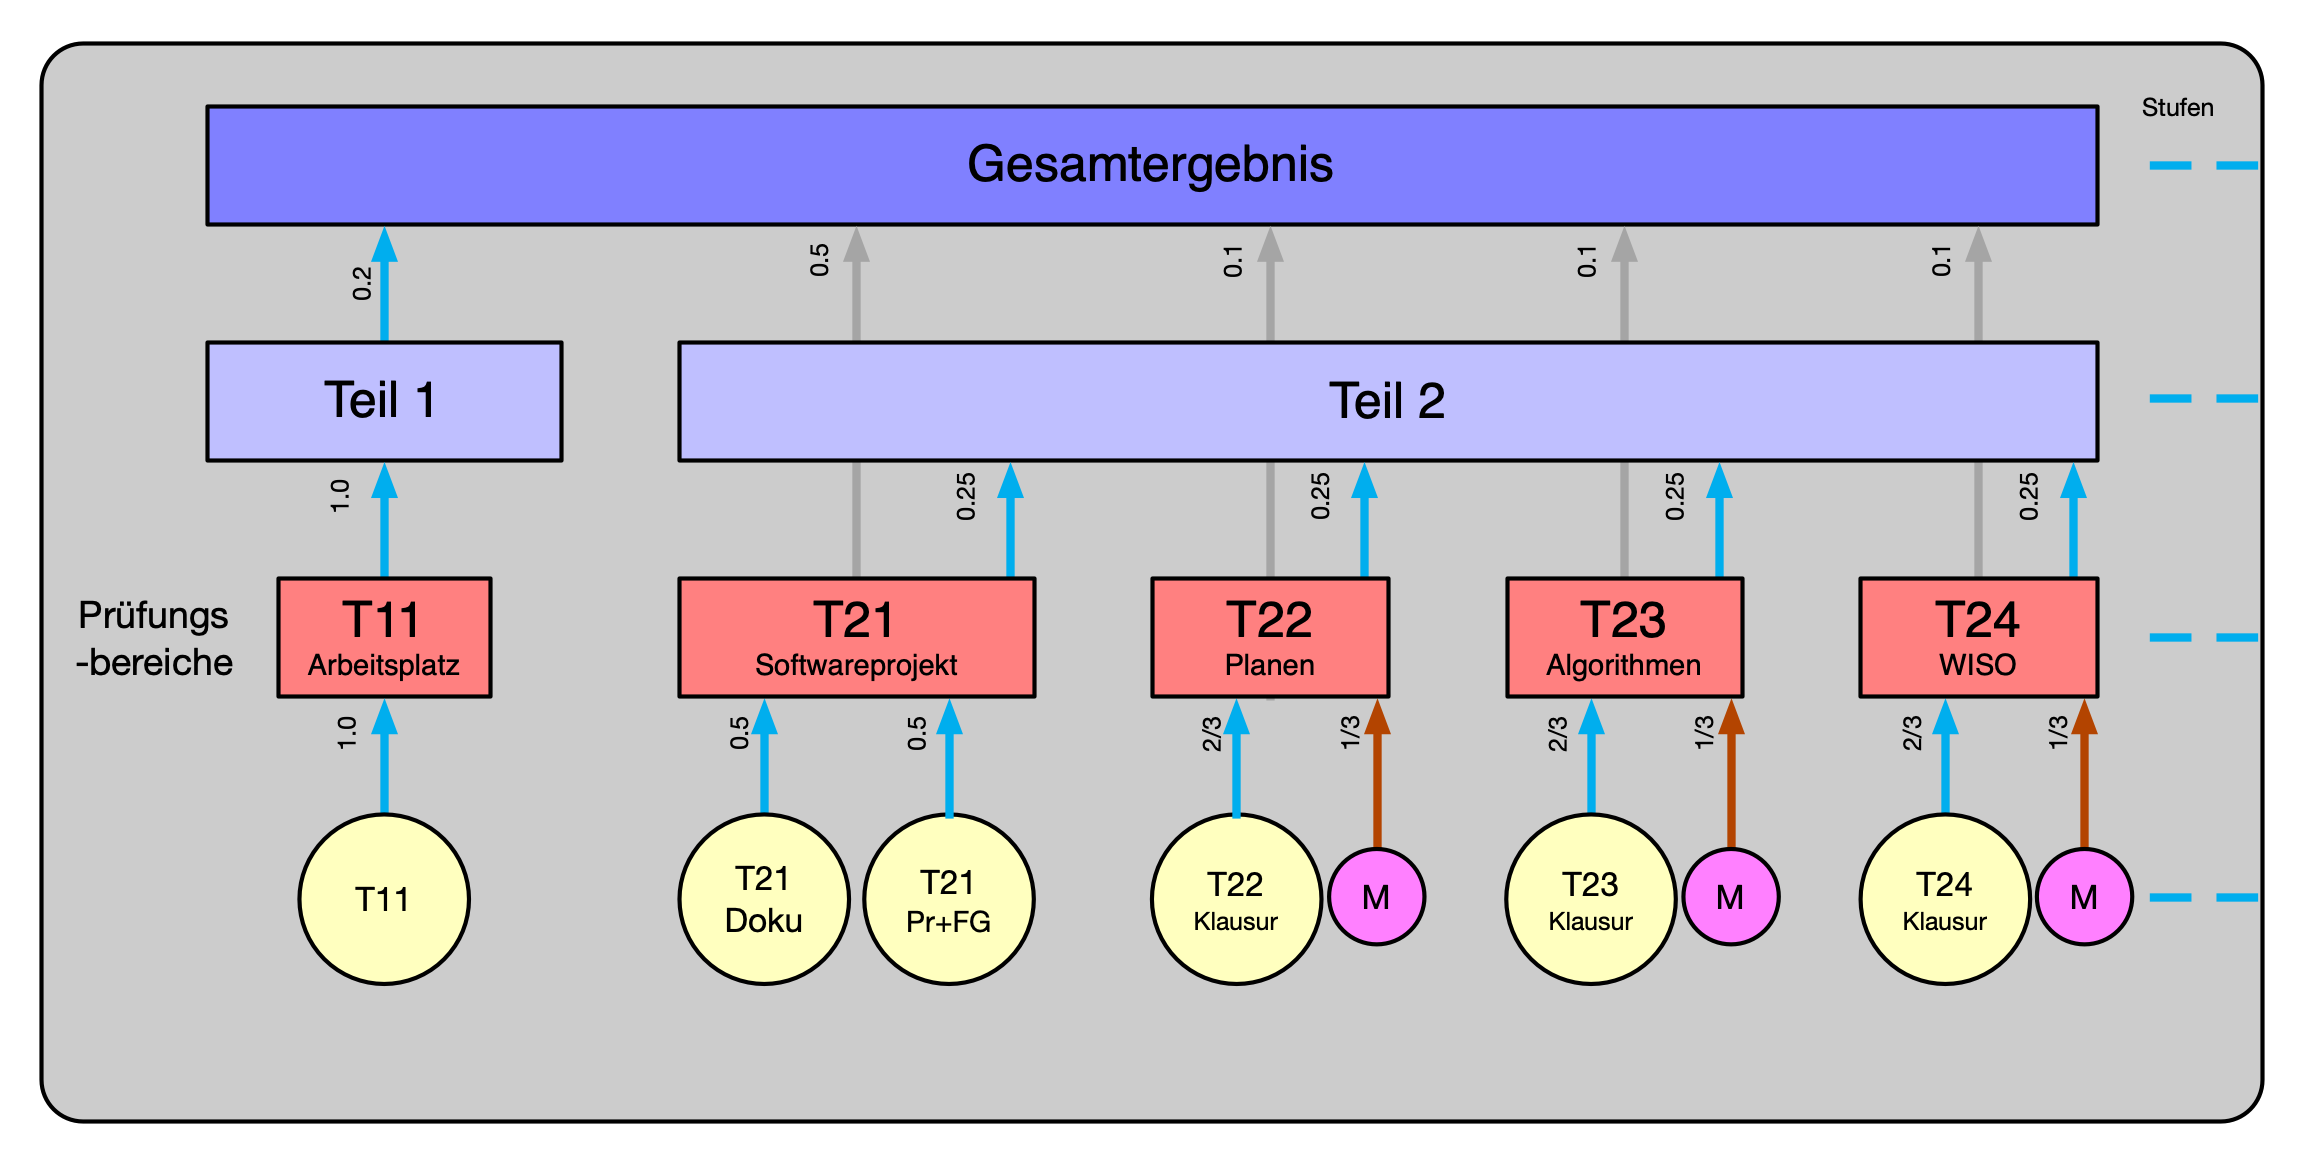 Stufen
Gesamtergebnis
0.2
0.5
0.1
0.1
0.1
Teil 1
Teil 2
1.0
0.25
0.25
0.25
0.25
Prüfungs
-bereiche
T11
Arbeitsplatz
T21
Softwareprojekt
T22
Planen
T23
Algorithmen
T24
WISO
1.0
0.5
0.5
2/3
1/3
2/3
1/3
2/3
1/3
T11
T21
Doku
T21
Pr+FG
T22
Klausur
M
T23
Klausur
M
T24
Klausur
M